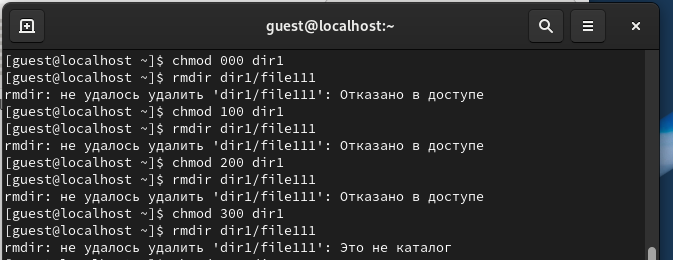 guest@localhost:~
[guest@localhost ~]$ chmod 000 dir1
[guest@localhost ~]$ rmdir dir1/file111
rmdir: не удалось удалить 'dir1/file111': Отказано в доступе
[guest@localhost ~]$ chmod 100 dir1
[guest@localhost ~]$ rmdir dir1/file111
rmdir: не удалось удалить 'dir1/file111': Отказано в доступе
[guest@localhost ~]$ chmod 200 dir1
[guest@localhost ~]$ rmdir dir1/file111
rmdir: не удалось удалить 'dir1/file111': Отказано в доступе
[guest@localhost ~]$ chmod 300 dir1
[guest@localhost ~]$ rmdir dir1/file111
rmdir: не удалось удалить 'dir1/file111': Это не каталог